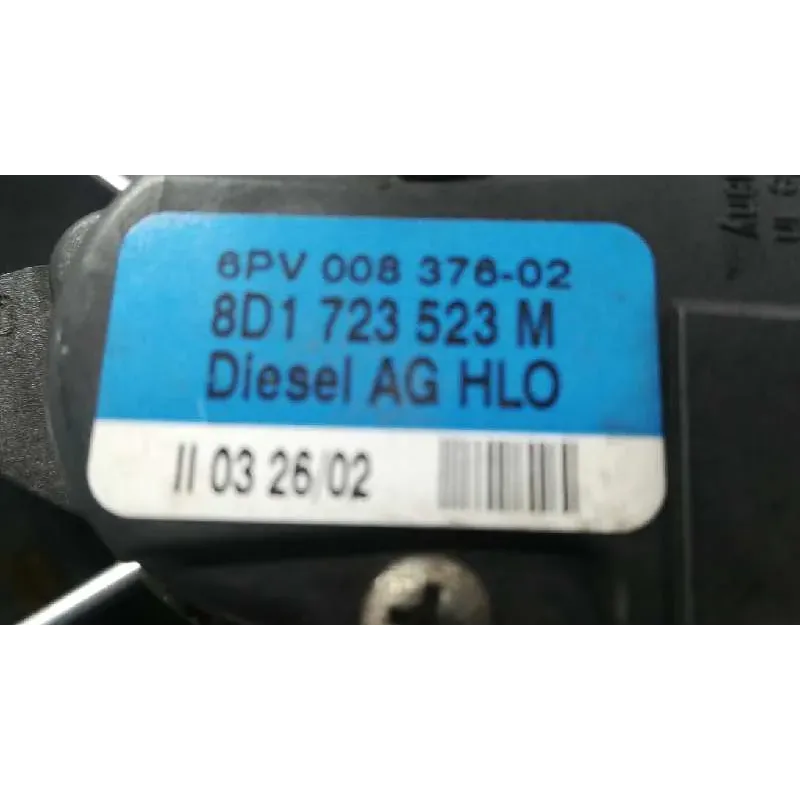 6PV 008 376-02
8D1 723 523 M
Diesel AG HLO
II 03 26/02